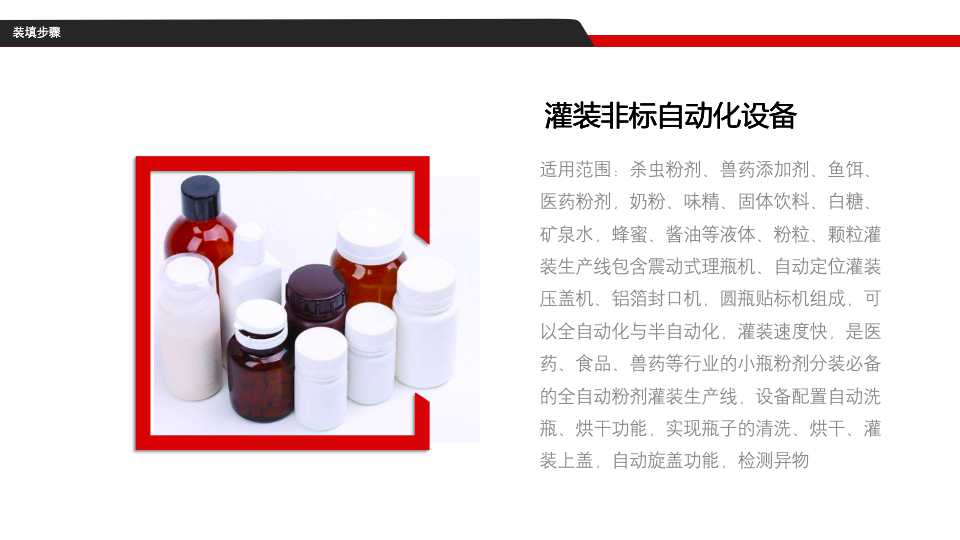 装填步骤
灌装非标自动化设备
适用范围：杀虫粉剂、兽药添加剂、鱼饵、
医药粉剂，奶粉、味精、固体饮料、白糖、
矿泉水，蜂蜜、酱油等液体、粉粒、颗粒灌
装生产线包含震动式理瓶机、自动定位灌装
压盖机、铝箔封口机，圆瓶贴标机组成，可
以全自动化与半自动化，灌装速度快，是医
药、食品、兽药等行业的小瓶粉剂分装必备
的全自动粉剂灌装生产线，设备配置自动洗
瓶、烘干功能，实现瓶子的清洗、烘干、灌
装上盖，自动旋盖功能，检测异物